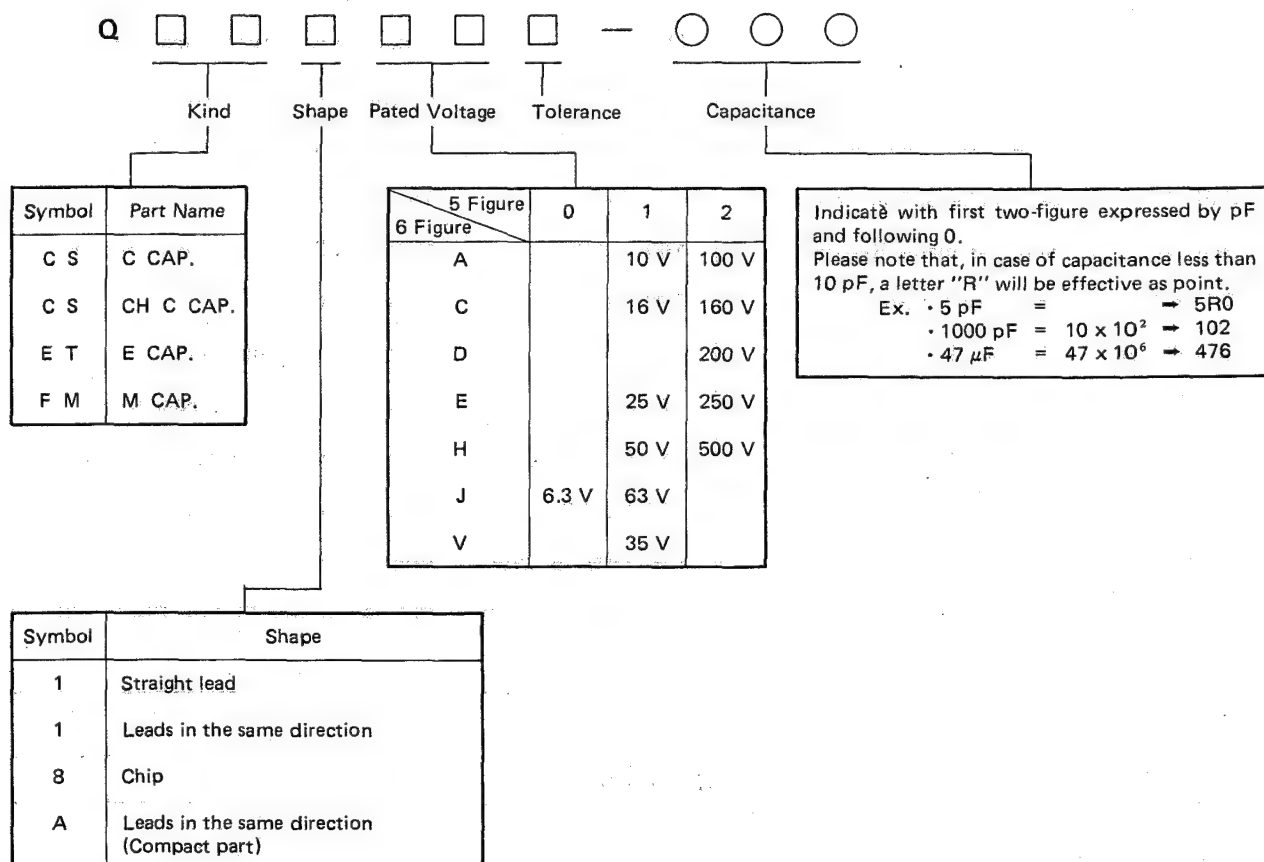 Q □ □ □ □ □ □ — ○ ○ ○
Kind Shape Pated Voltage Tolerance Capacitance
Symbol Part Name
C S C CAP.
C S CH C CAP.
E T E CAP.
F M M CAP.
5 Figure 0 1 2
6 Figure
A 10 V 100 V
C 16 V 160 V
D 200 V
E 25 V 250 V
H 50 V 500 V
J 6.3 V 63 V
V 35 V
Indicate with first two-figure expressed by pF
and following 0.
Please note that, in case of capacitance less than
10 pF, a letter "R" will be effective as point.
Ex. · 5 pF = ➡ 5R0
· 1000 pF = 10 x 10² ➡ 102
· 47 μF = 47 x 10⁶ ➡ 476
Symbol Shape
1 Straight lead
1 Leads in the same direction
8 Chip
A Leads in the same direction
(Compact part)